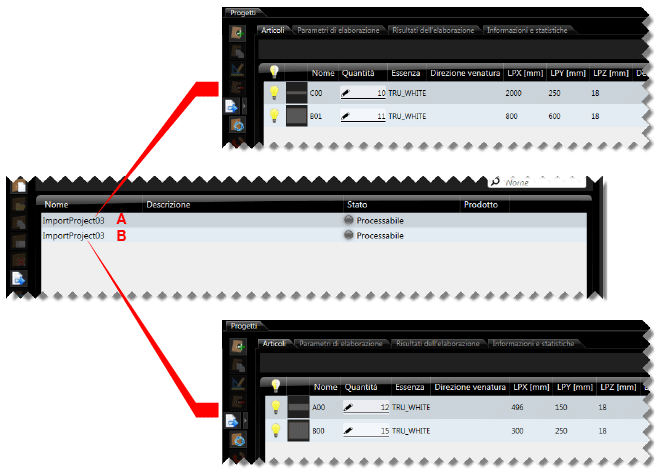 Progetti
Articoli Parametri di elaborazione Risultati dell'elaborazione Informazioni e statistiche
Nome Quantità Essenza Direzione venatura LPX [mm] LPY [mm] LPZ [mm]
C00 10 TRU_WHITE 2000 250 18
B01 11 TRU_WHITE 800 600 18
Nome
Nome Descrizione Stato Prodotto
ImportProject03 A Processabile
ImportProject03 B Processabile
Progetti
Articoli Parametri di elaborazione Risultati dell'elaborazione Informazioni e statistiche
Nome Quantità Essenza Direzione venatura LPX [mm] LPY [mm] LPZ [mm]
A00 12 TRU_WHITE 496 150 18
B00 15 TRU_WHITE 300 250 18